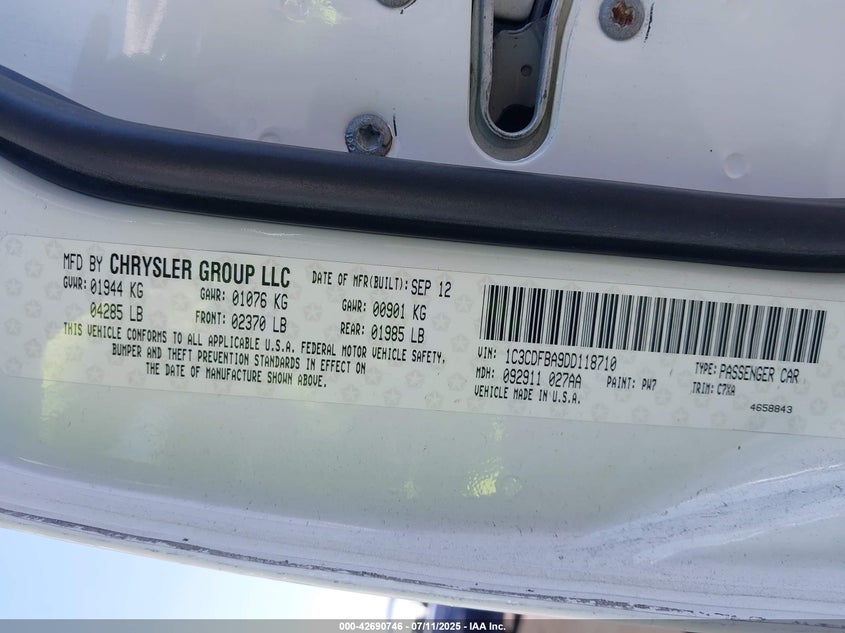 MFD BY CHRYSLER GROUP LLC
DATE OF MFR(BUILT): SEP 12
GVWR: 01944 KG
GAWR: 01076 KG
GAWR: 00901 KG
04285 LB
FRONT: 02370 LB
REAR: 01985 LB
THIS VEHICLE CONFORMS TO ALL APPLICABLE U.S.A. FEDERAL MOTOR VEHICLE SAFETY,
BUMPER AND THEFT PREVENTION STANDARDS IN EFFECT ON
THE DATE OF MANUFACTURE SHOWN ABOVE.
VIN: 1C3CDFBA9DD118710
TYPE: PASSENGER CAR
MDH: 092911 027AA
PAINT: PW7
TRIM: C7XA
VEHICLE MADE IN U.S.A.
4658843
000-42690746 - 07/11/2025 - IAA Inc.